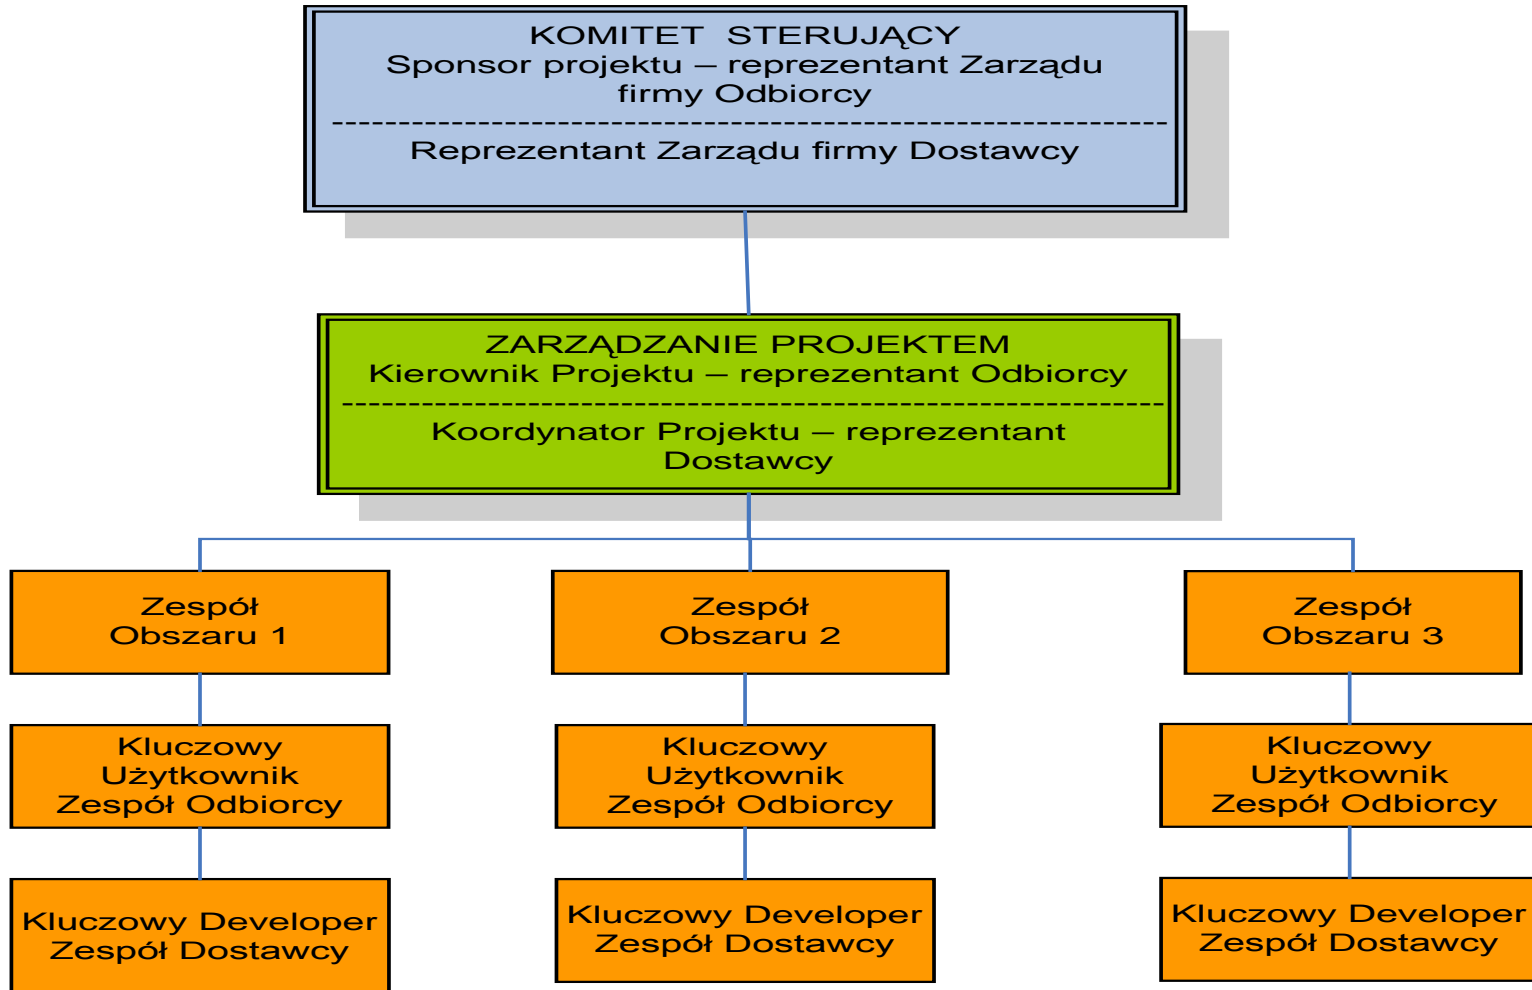 KOMITET STERUJĄCY
Sponsor projektu – reprezentant Zarządu
firmy Odbiorcy
Reprezentant Zarządu firmy Dostawcy
ZARZĄDZANIE PROJEKTEM
Kierownik Projektu – reprezentant Odbiorcy
Koordynator Projektu – reprezentant
Dostawcy
Zespół
Obszaru 1
Zespół
Obszaru 2
Zespół
Obszaru 3
Kluczowy
Użytkownik
Zespół Odbiorcy
Kluczowy
Użytkownik
Zespół Odbiorcy
Kluczowy
Użytkownik
Zespół Odbiorcy
Kluczowy Developer
Zespół Dostawcy
Kluczowy Developer
Zespół Dostawcy
Kluczowy Developer
Zespół Dostawcy